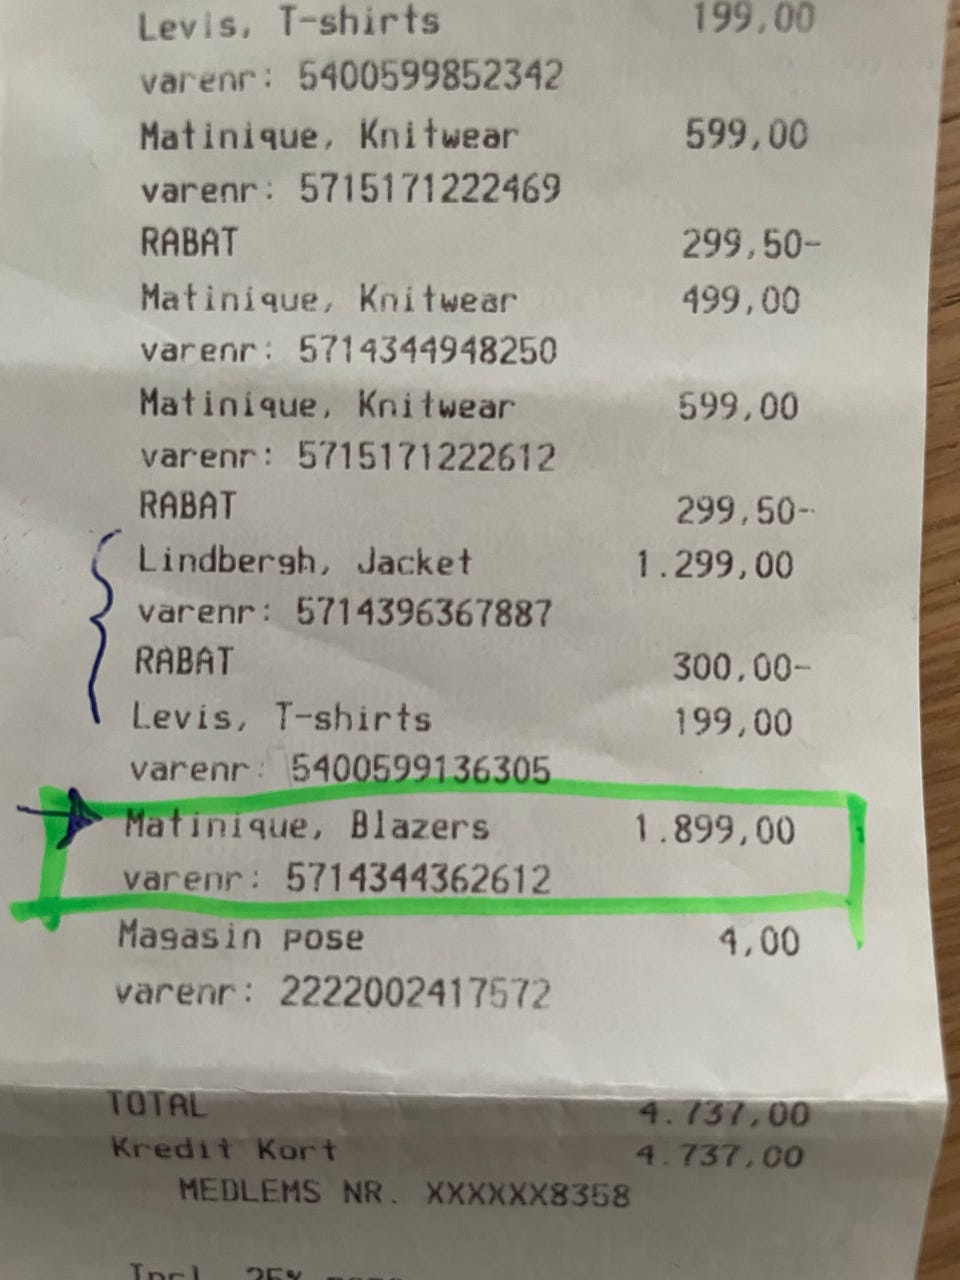 Levis, T-shirts 199,00
varenr: 5400599852342
Matinique, Knitwear 599,00
varenr: 5715171222469
RABAT 299,50-
Matinique, Knitwear 499,00
varenr: 5714344948250
Matinique, Knitwear 599,00
varenr: 5715171222612
RABAT 299,50-
Lindbergh, Jacket 1.299,00
varenr: 5714396367887
RABAT 300,00-
Levis, T-shirts 199,00
varenr: 5400599136305
Matinique, Blazers 1.899,00
varenr: 5714344362612
Magasin pose 4,00
varenr: 2222002417572
TOTAL 4.737,00
Kredit Kort 4.737,00
MEDLEMS NR. XXXXXX8358
Incl. 25%